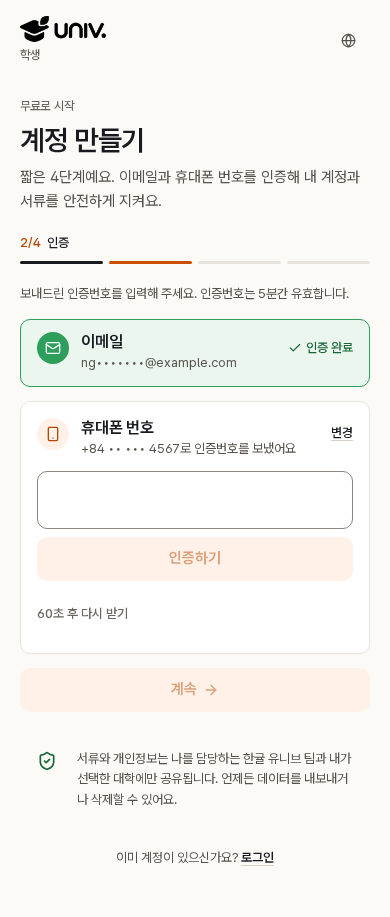 UNIV.
학생
무료로 시작
계정 만들기
짧은 4단계예요. 이메일과 휴대폰 번호를 인증해 내 계정과
서류를 안전하게 지켜요.
2/4 인증
보내드린 인증번호를 입력해 주세요. 인증번호는 5분간 유효합니다.
이메일
ng•••••••@example.com
인증 완료
휴대폰 번호
+84 •• ••• 4567로 인증번호를 보냈어요
변경
인증하기
60초 후 다시 받기
계속 →
서류와 개인정보는 나를 담당하는 한귤 유니브 팀과 내가
선택한 대학에만 공유됩니다. 언제든 데이터를 내보내거
나 삭제할 수 있어요.
이미 계정이 있으신가요? 로그인